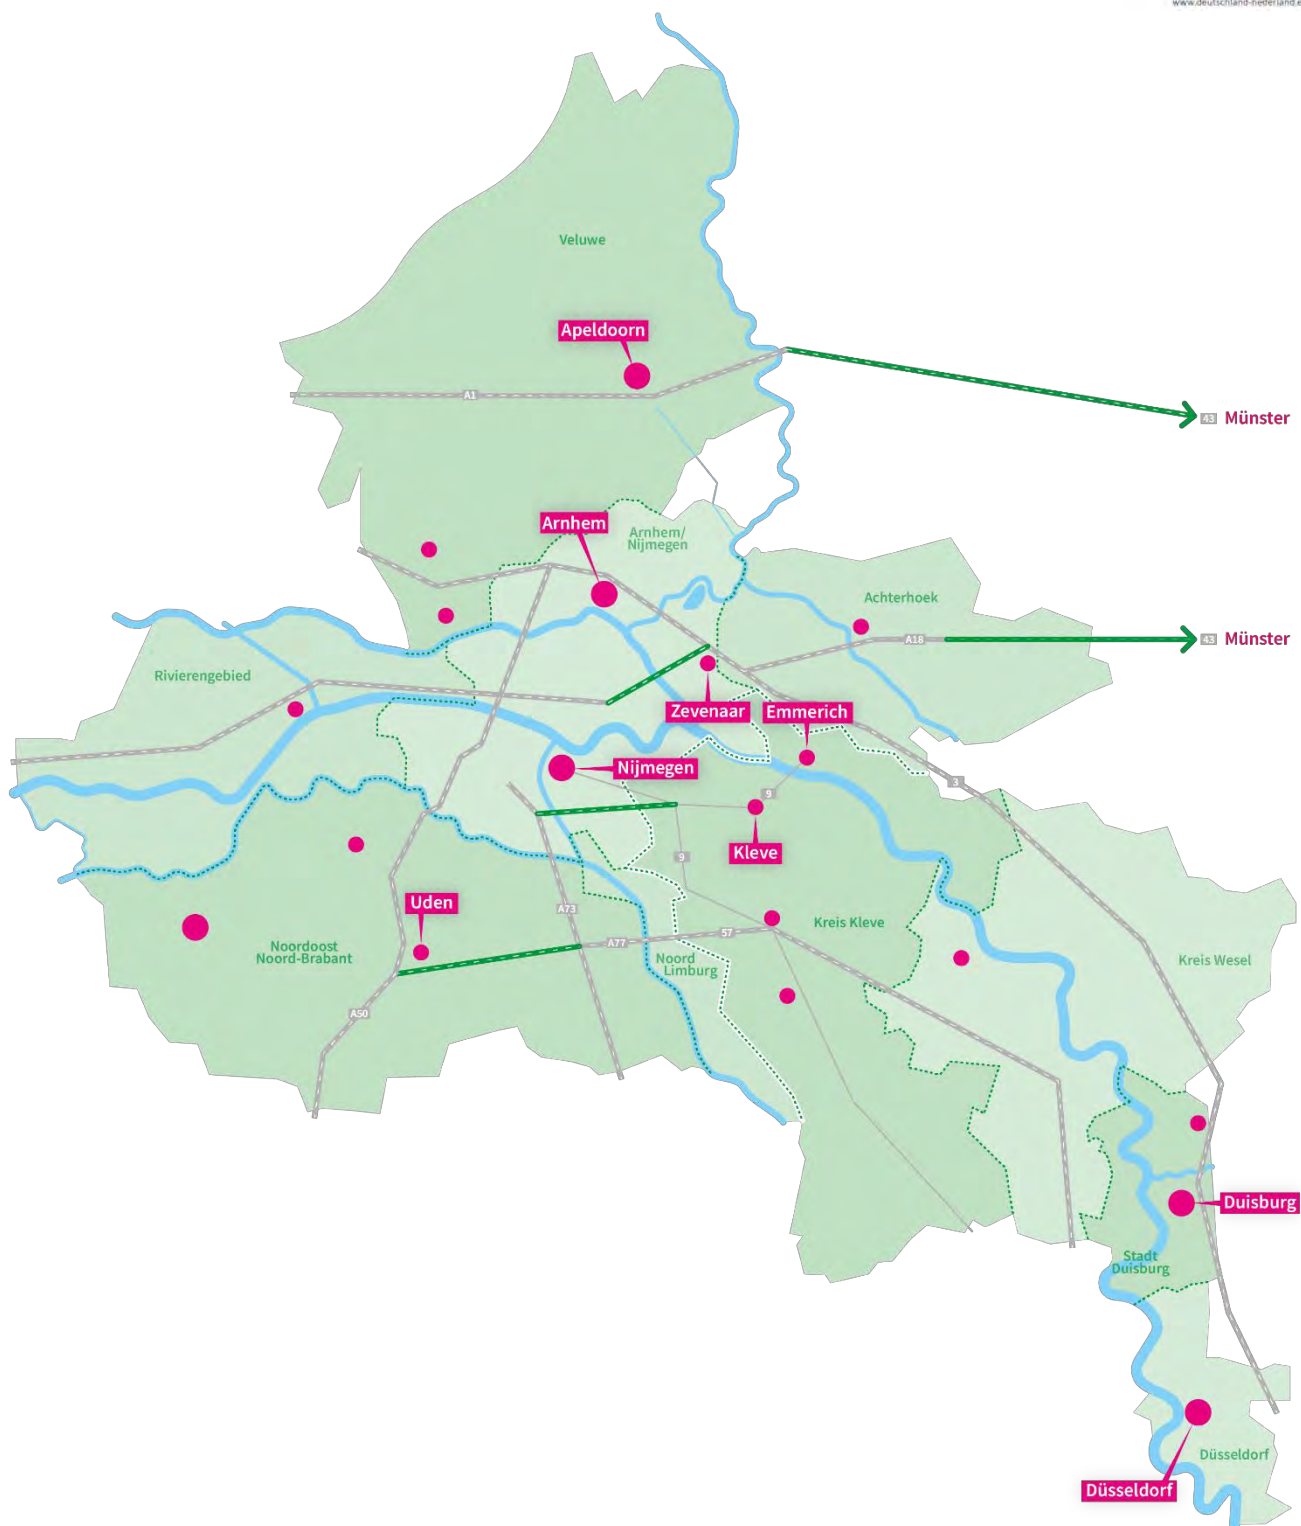 www.deutschland-nederland.e
Veluwe
Apeldoorn
A1
43 Münster
Arnhem
Arnhem/
Nijmegen
Achterhoek
A18
43 Münster
Rivierengebied
Zevenaar
Emmerich
Nijmegen
3
9
Kleve
9
Uden
A73
Kreis Kleve
57
A77
Noordoost
Noord-Brabant
Noord
Limburg
Kreis Wesel
A50
Duisburg
Stadt
Duisburg
Düsseldorf
Düsseldorf